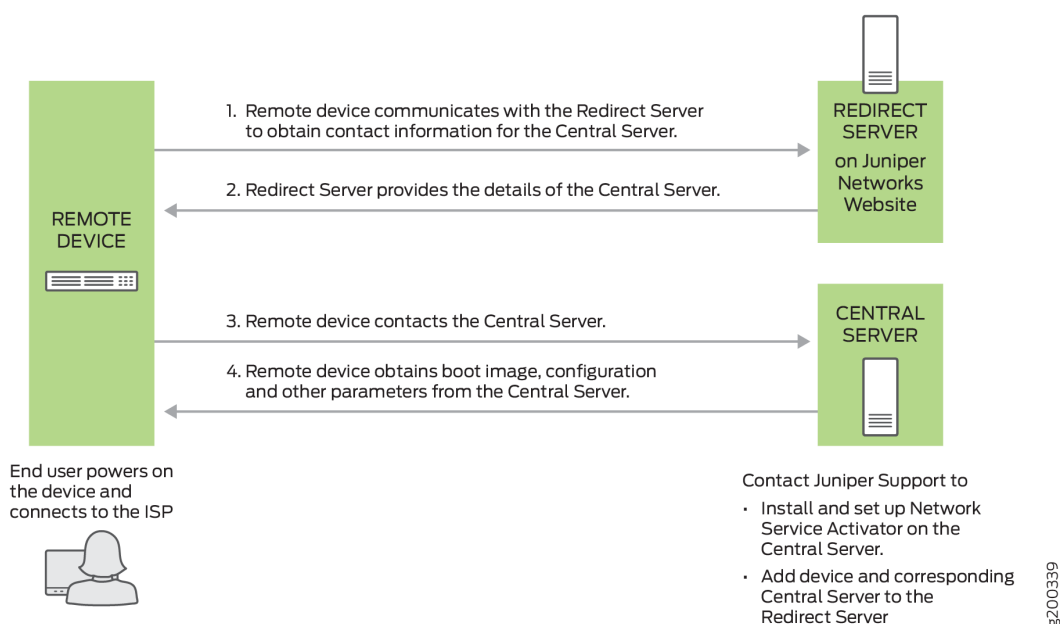 1. Remote device communicates with the Redirect Server
to obtain contact information for the Central Server.
REDIRECT
SERVER
on Juniper
Networks
Website
2. Redirect Server provides the details of the Central Server.
REMOTE
DEVICE
3. Remote device contacts the Central Server.
CENTRAL
SERVER
4. Remote device obtains boot image, configuration
and other parameters from the Central Server.
End user powers on
the device and
connects to the ISP
Contact Juniper Support to
• Install and set up Network
Service Activator on the
Central Server.
• Add device and corresponding
Central Server to the
Redirect Server
g200339